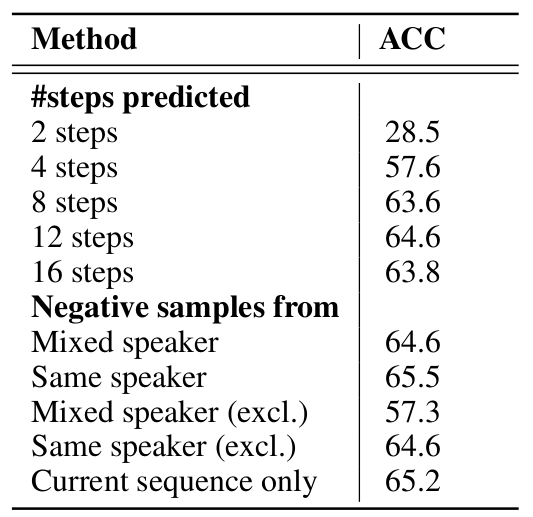 Method ACC
#steps predicted
2 steps 28.5
4 steps 57.6
8 steps 63.6
12 steps 64.6
16 steps 63.8
Negative samples from
Mixed speaker 64.6
Same speaker 65.5
Mixed speaker (excl.) 57.3
Same speaker (excl.) 64.6
Current sequence only 65.2